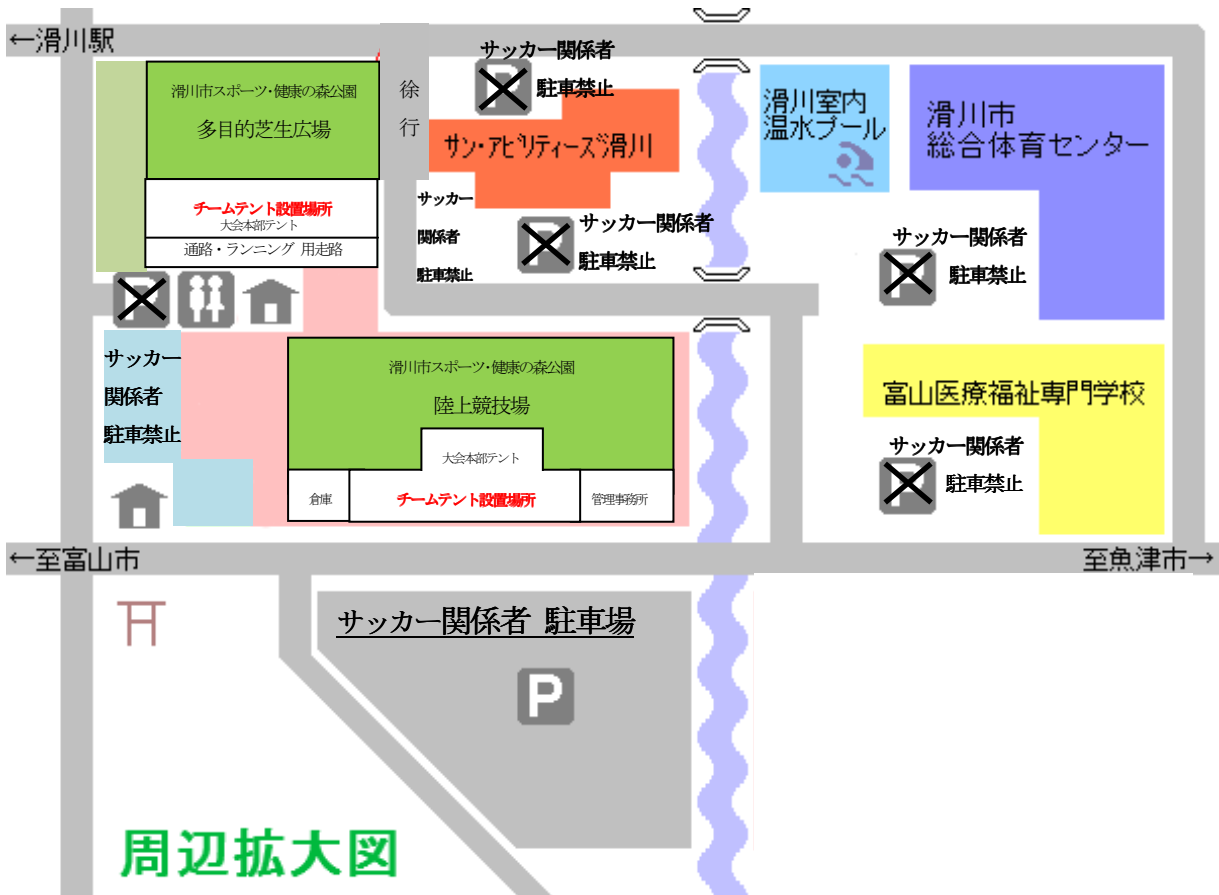 ←滑川駅
滑川市スポーツ・健康の森公園
多目的芝生広場
チームテント設置場所
大会本部テント
通路・ランニング 用走路
徐
行
サッカー関係者
駐車禁止
サン・アビリティーズ滑川
サッカー
関係者
駐車禁止
サッカー関係者
駐車禁止
滑川室内
温水プール
滑川市
総合体育センター
サッカー関係者
駐車禁止
サッカー
関係者
駐車禁止
滑川市スポーツ・健康の森公園
陸上競技場
大会本部テント
倉庫
チームテント設置場所
管理事務所
富山医療福祉専門学校
サッカー関係者
駐車禁止
←至富山市
至魚津市→
サッカー関係者 駐車場
P
周辺拡大図